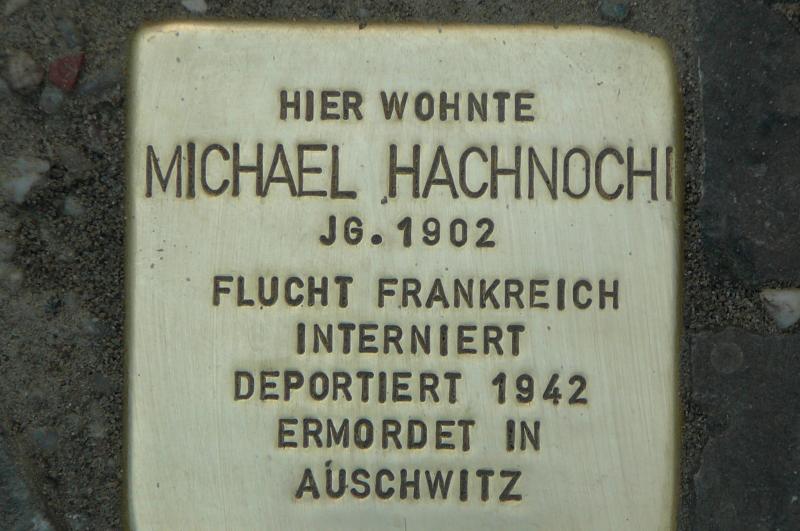 HIER WOHNTE
MICHAEL HACHNOCHI
JG. 1902
FLUCHT FRANKREICH
INTERNIERT
DEPORTIERT 1942
ERMORDET IN
AUSCHWITZ